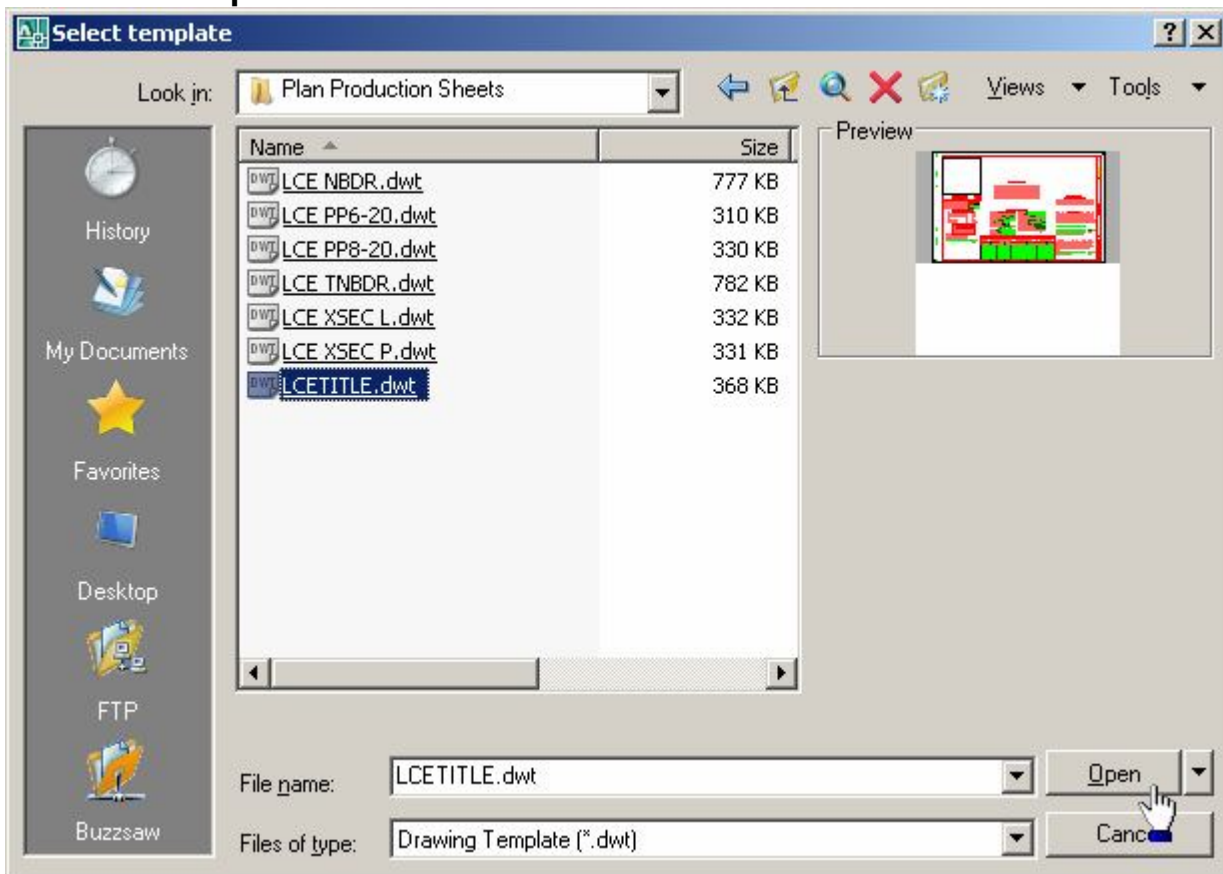 Select template
Look in: Plan Production Sheets Views Tools
Name Size
Preview
LCE NBDR.dwt 777 KB
LCE PP6-20.dwt 310 KB
LCE PP8-20.dwt 330 KB
LCE TNBDR.dwt 782 KB
LCE XSEC L.dwt 332 KB
LCE XSEC P.dwt 331 KB
LCETITLE.dwt 368 KB
History
My Documents
Favorites
Desktop
FTP
Buzzsaw
File name: LCETITLE.dwt Open
Files of type: Drawing Template (*.dwt)